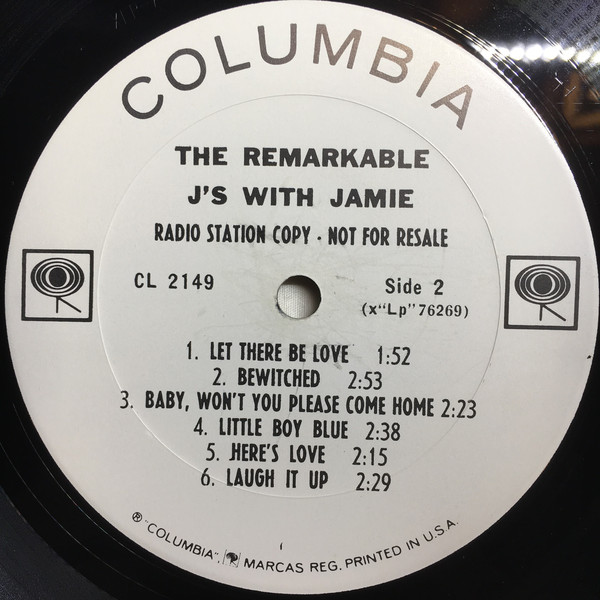 COLUMBIA
THE REMARKABLE
J'S WITH JAMIE
RADIO STATION COPY · NOT FOR RESALE
CL 2149
Side 2
(x"Lp"76269)
1. LET THERE BE LOVE 1:52
2. BEWITCHED 2:53
3. BABY, WON'T YOU PLEASE COME HOME 2:23
4. LITTLE BOY BLUE 2:38
5. HERE'S LOVE 2:15
6. LAUGH IT UP 2:29
® "COLUMBIA", MARCAS REG. PRINTED IN U.S.A.